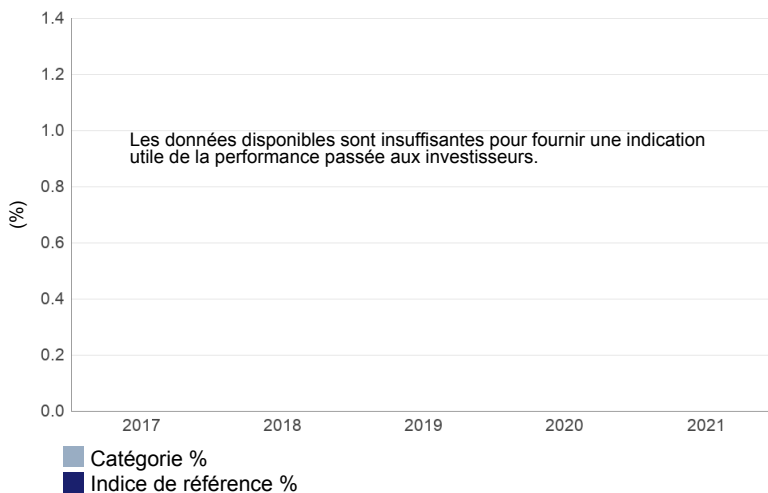 1.4
1.2
1.0
Les données disponibles sont insuffisantes pour fournir une indication
utile de la performance passée aux investisseurs.
0.8
(%)
0.6
0.4
0.2
0.0
2017 2018 2019 2020 2021
Catégorie %
Indice de référence %